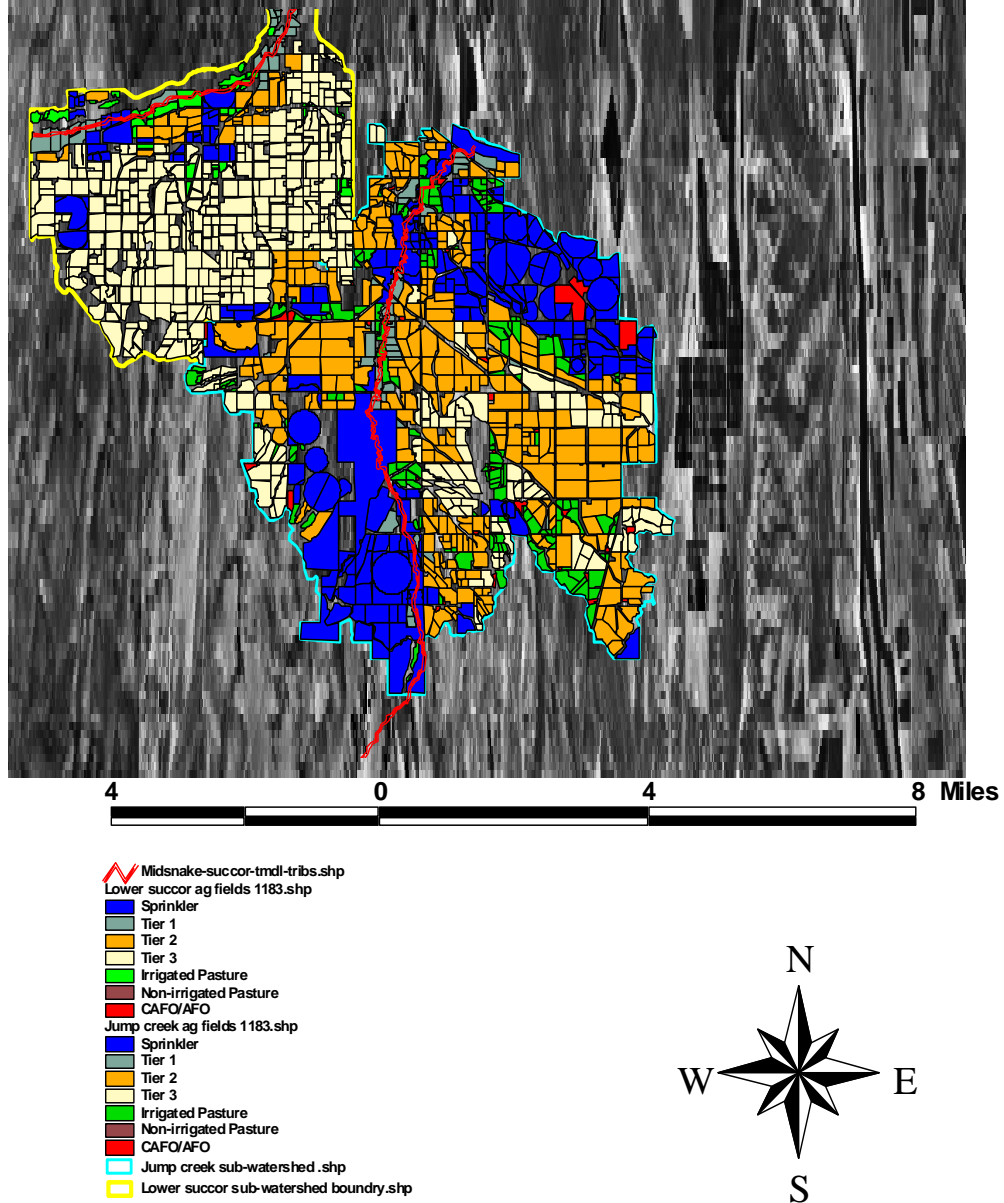 4 0 4 8 Miles
Midsnake-succor-tmdl-tribs.shp
Lower succor ag fields 1183.shp
Sprinkler
Tier 1
Tier 2
Tier 3
Irrigated Pasture
Non-irrigated Pasture
CAFO/AFO
Jump creek ag fields 1183.shp
Sprinkler
Tier 1
Tier 2
Tier 3
Irrigated Pasture
Non-irrigated Pasture
CAFO/AFO
Jump creek sub-watershed .shp
Lower succor sub-watershed boundry.shp
N
W E
S